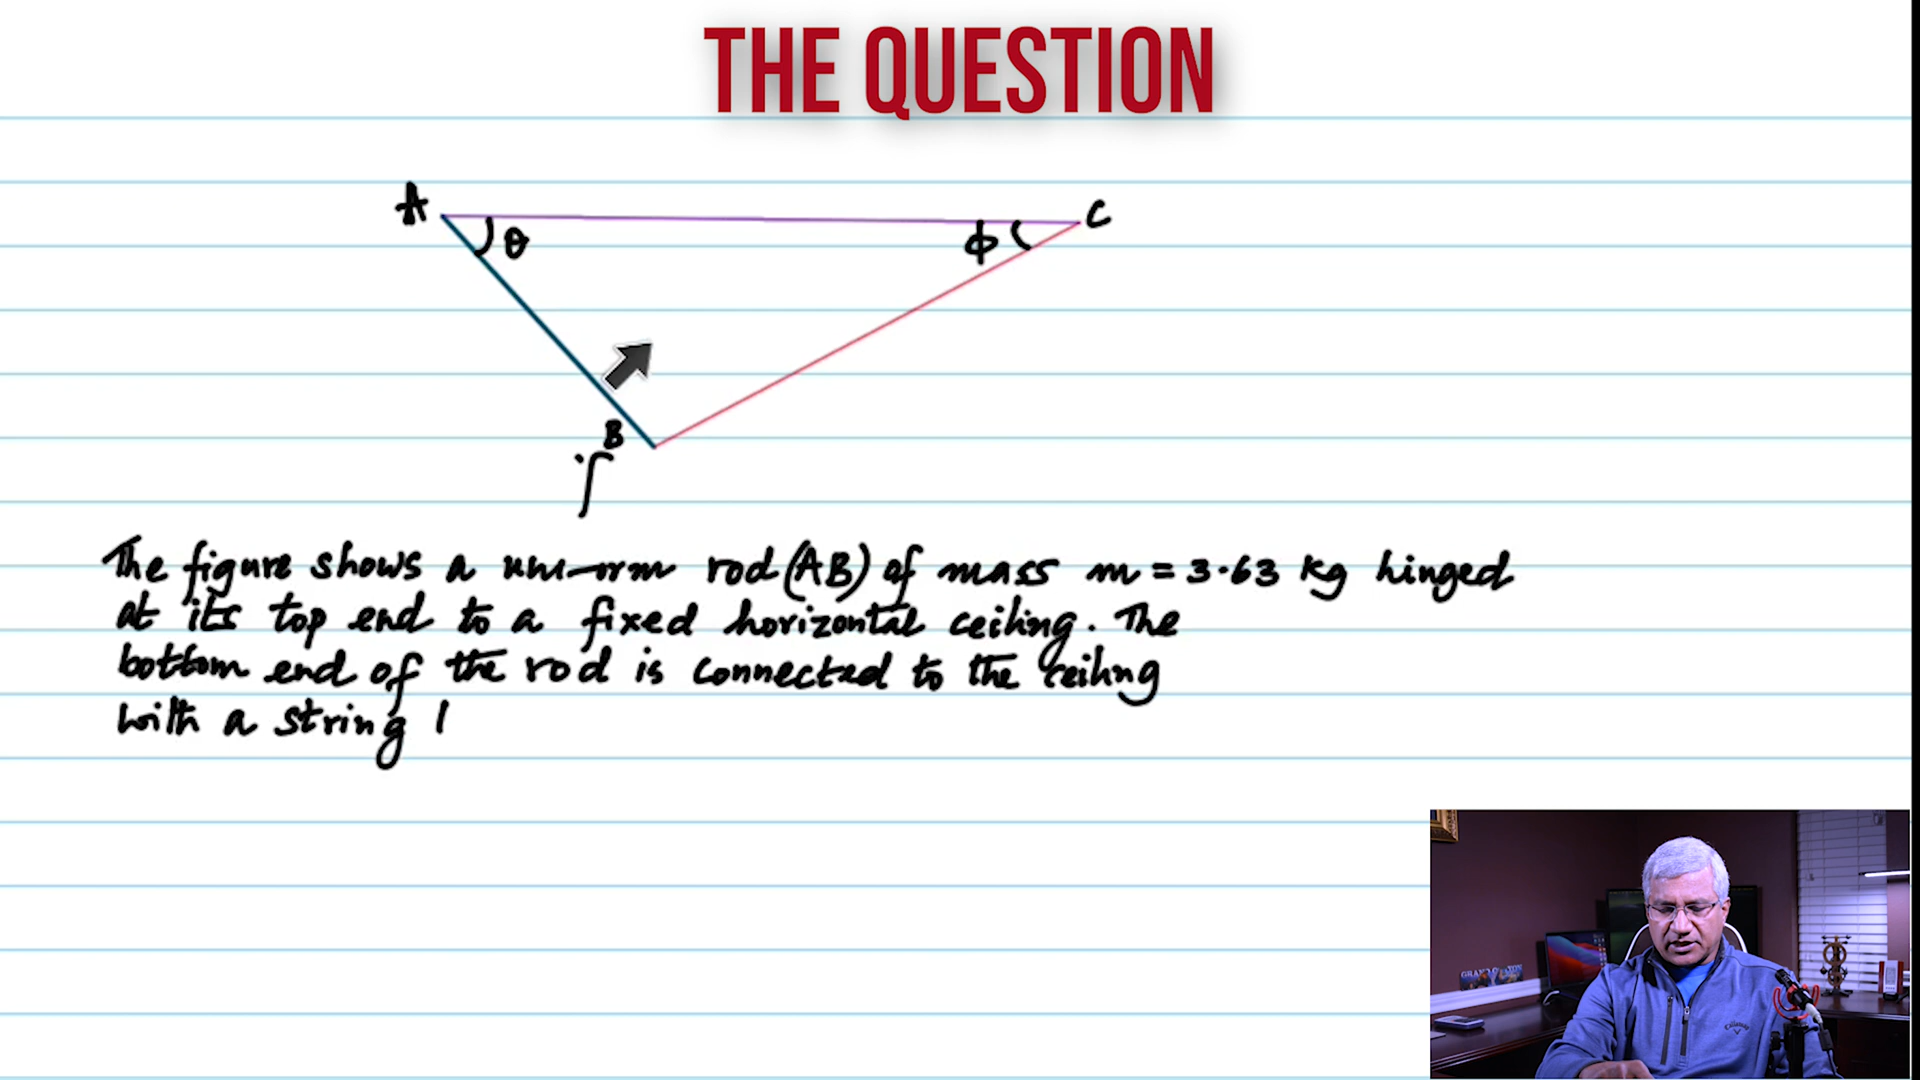 THE QUESTION
A
C
θ
ϕ
B
The figure shows a uniform rod (AB) of mass m = 3.63 kg hinged
at its top end to a fixed horizontal ceiling. The
bottom end of the rod is connected to the ceiling
with a string (